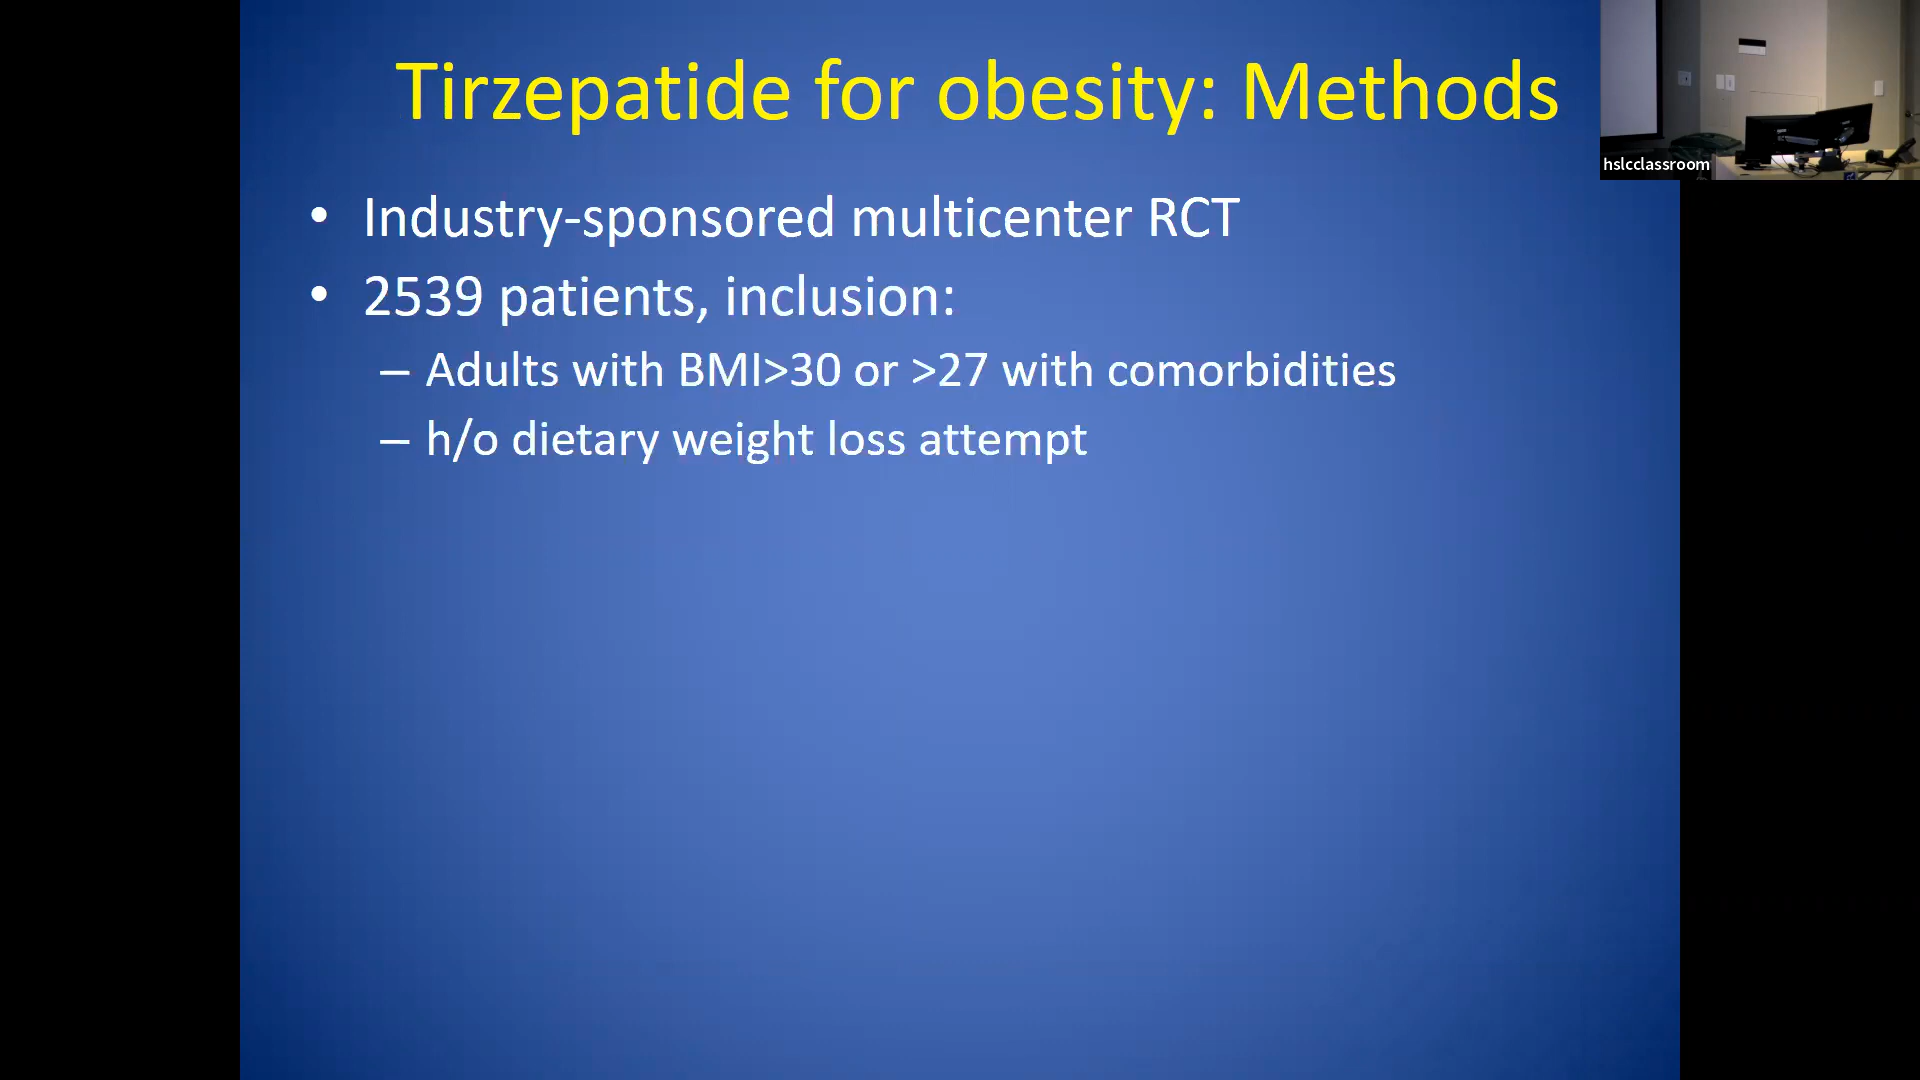 Tirzepatide for obesity: Methods
• Industry-sponsored multicenter RCT
• 2539 patients, inclusion:
– Adults with BMI>30 or >27 with comorbidities
– h/o dietary weight loss attempt
hslcclassroom